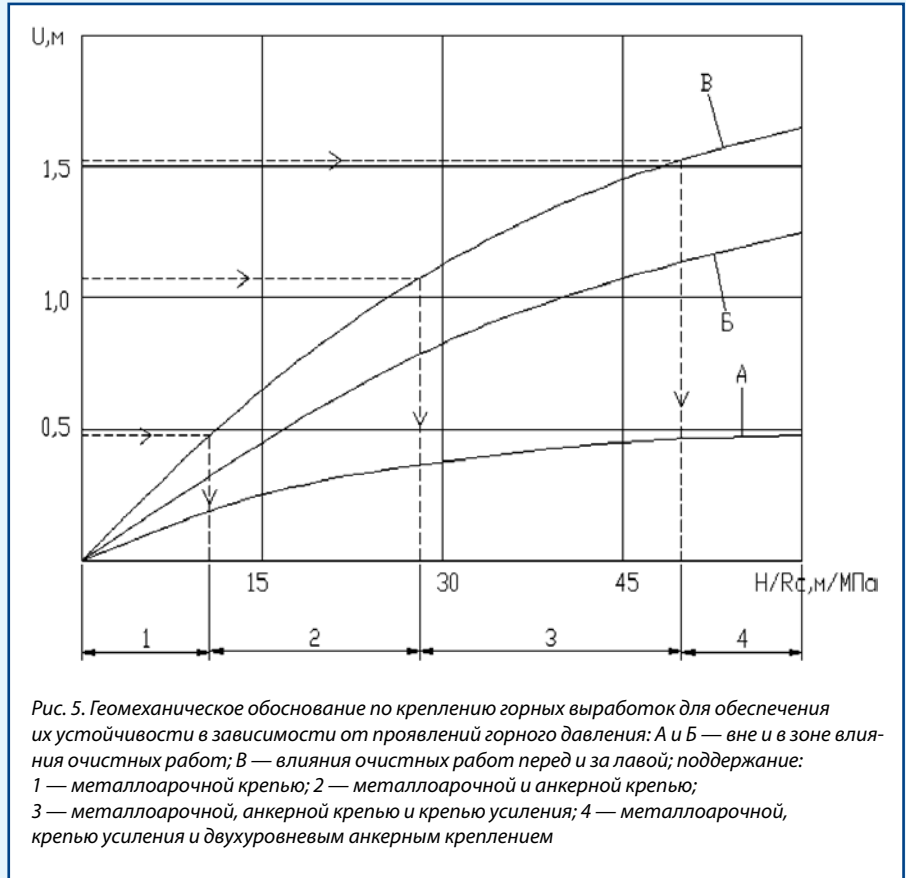 U,м
В
1,5
1,0
Б
А
0,5
15
30
45
H/Rc,м/МПа
1
2
3
4
Рис. 5. Геомеханическое обоснование по креплению горных выработок для обеспечения
их устойчивости в зависимости от проявлений горного давления: А и Б — вне и в зоне влия-
ния очистных работ; В — влияния очистных работ перед и за лавой; поддержание:
1 — металлоарочной крепью; 2 — металлоарочной и анкерной крепью;
3 — металлоарочной, анкерной крепью и крепью усиления; 4 — металлоарочной,
крепью усиления и двухуровневым анкерным креплением